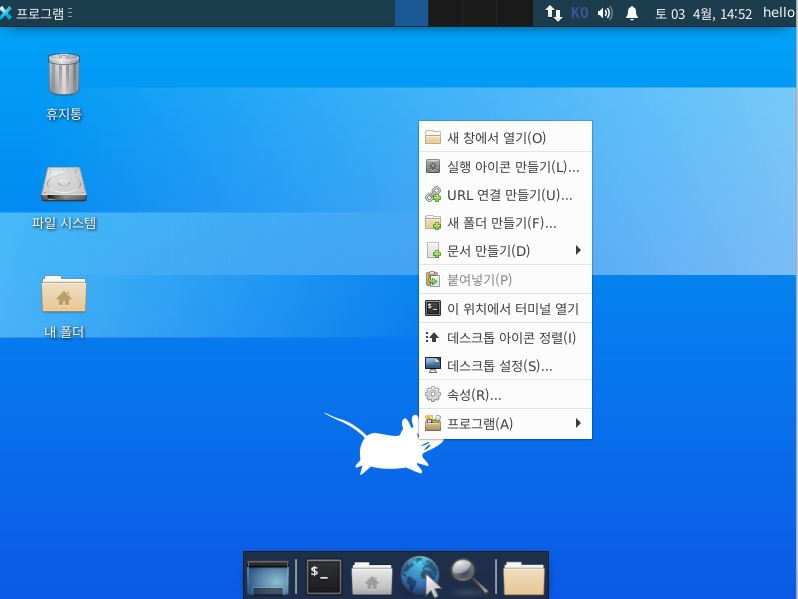 프로그램
KO
토 03 4월, 14:52 hello
휴지통
파일 시스템
내 폴더
새 창에서 열기(O)
실행 아이콘 만들기(L)...
URL 연결 만들기(U)...
새 폴더 만들기(F)...
문서 만들기(D)
붙여넣기(P)
이 위치에서 터미널 열기
데스크톱 아이콘 정렬(I)
데스크톱 설정(S)...
속성(R)...
프로그램(A)
$_